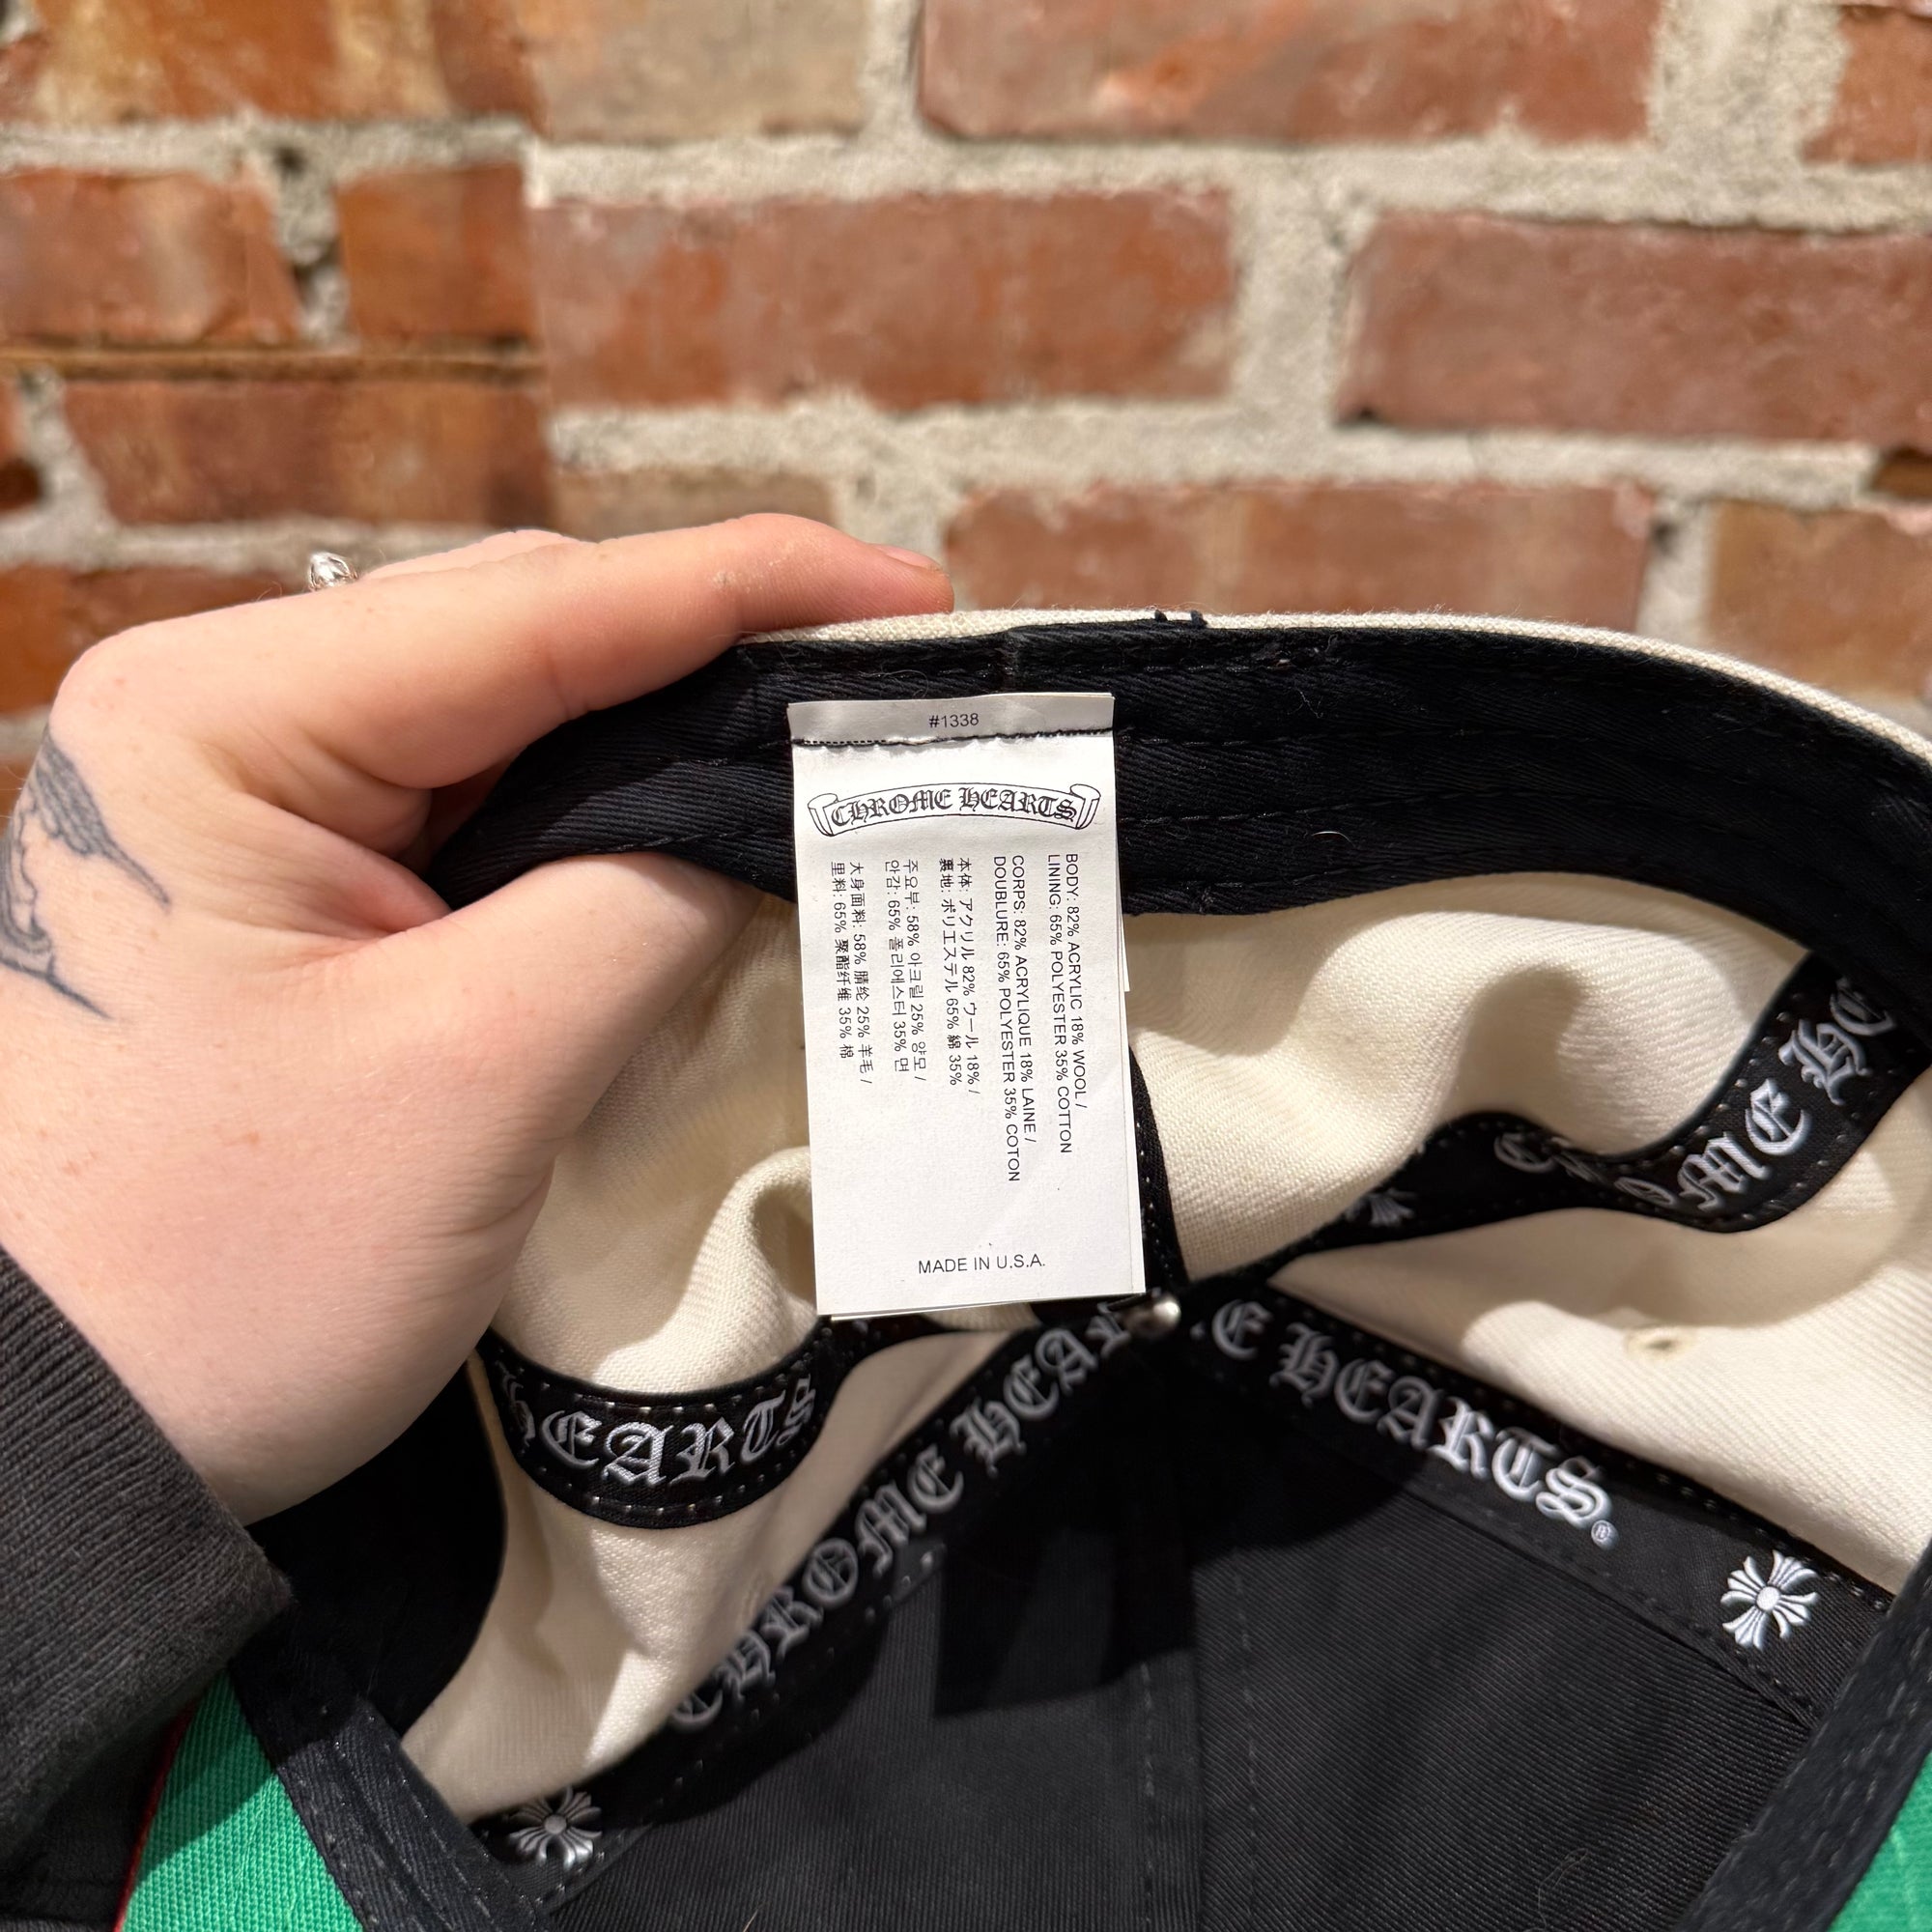 #1338
CHROME HEARTS
BODY: 82% ACRYLIC 18% WOOL /
LINING: 65% POLYESTER 35% COTTON
CORPS: 82% ACRYLIQUE 18% LAINE /
DOUBLURE: 65% POLYESTER 35% COTON
本体: アクリル 82% ウール 18% /
裏地: ポリエステル 65% 綿 35%
주요부: 58% 아크릴 25% 양모 /
안감: 65% 폴리에스터 35% 면
大身面料: 58% 腈纶 25% 羊毛 /
里料: 65% 聚酯纤维 35% 棉
MADE IN U.S.A.
OME HE
HEARTS
CHROME HEAR
E HEARTS®